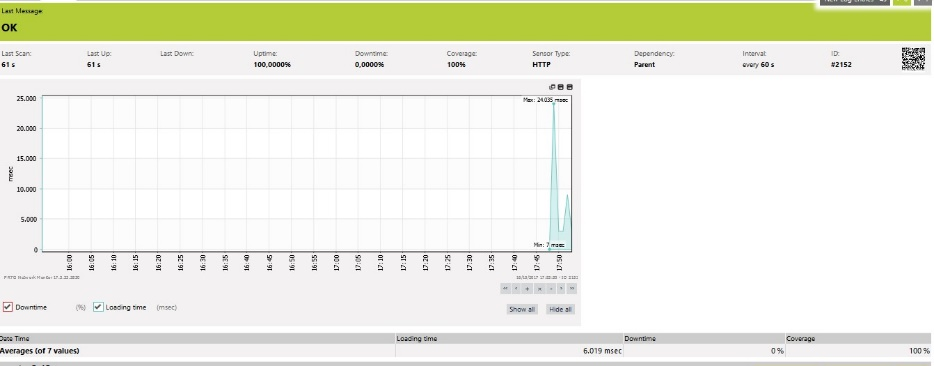 Last Message:
OK
Last Scan: Last Up: Last Down: Uptime: Downtime: Coverage: Sensor Type: Dependency: Interval: ID:
61 s 61 s 100,0000% 0,0000% 100% HTTP Parent every 60 s #2152
Max: 24.035 msec
25.000
20.000
15.000
10.000
5.000
0
msec
Min: 7 msec
16:00 16:05 16:10 16:15 16:20 16:25 16:30 16:35 16:40 16:45 16:50 16:55 17:00 17:05 17:10 17:15 17:20 17:25 17:30 17:35 17:40 17:45 17:50
PRTG Network Monitor
Downtime (%) Loading time (msec)
Show all Hide all
Date Time Loading time Downtime Coverage
Averages (of 7 values) 6.019 msec 0 % 100 %